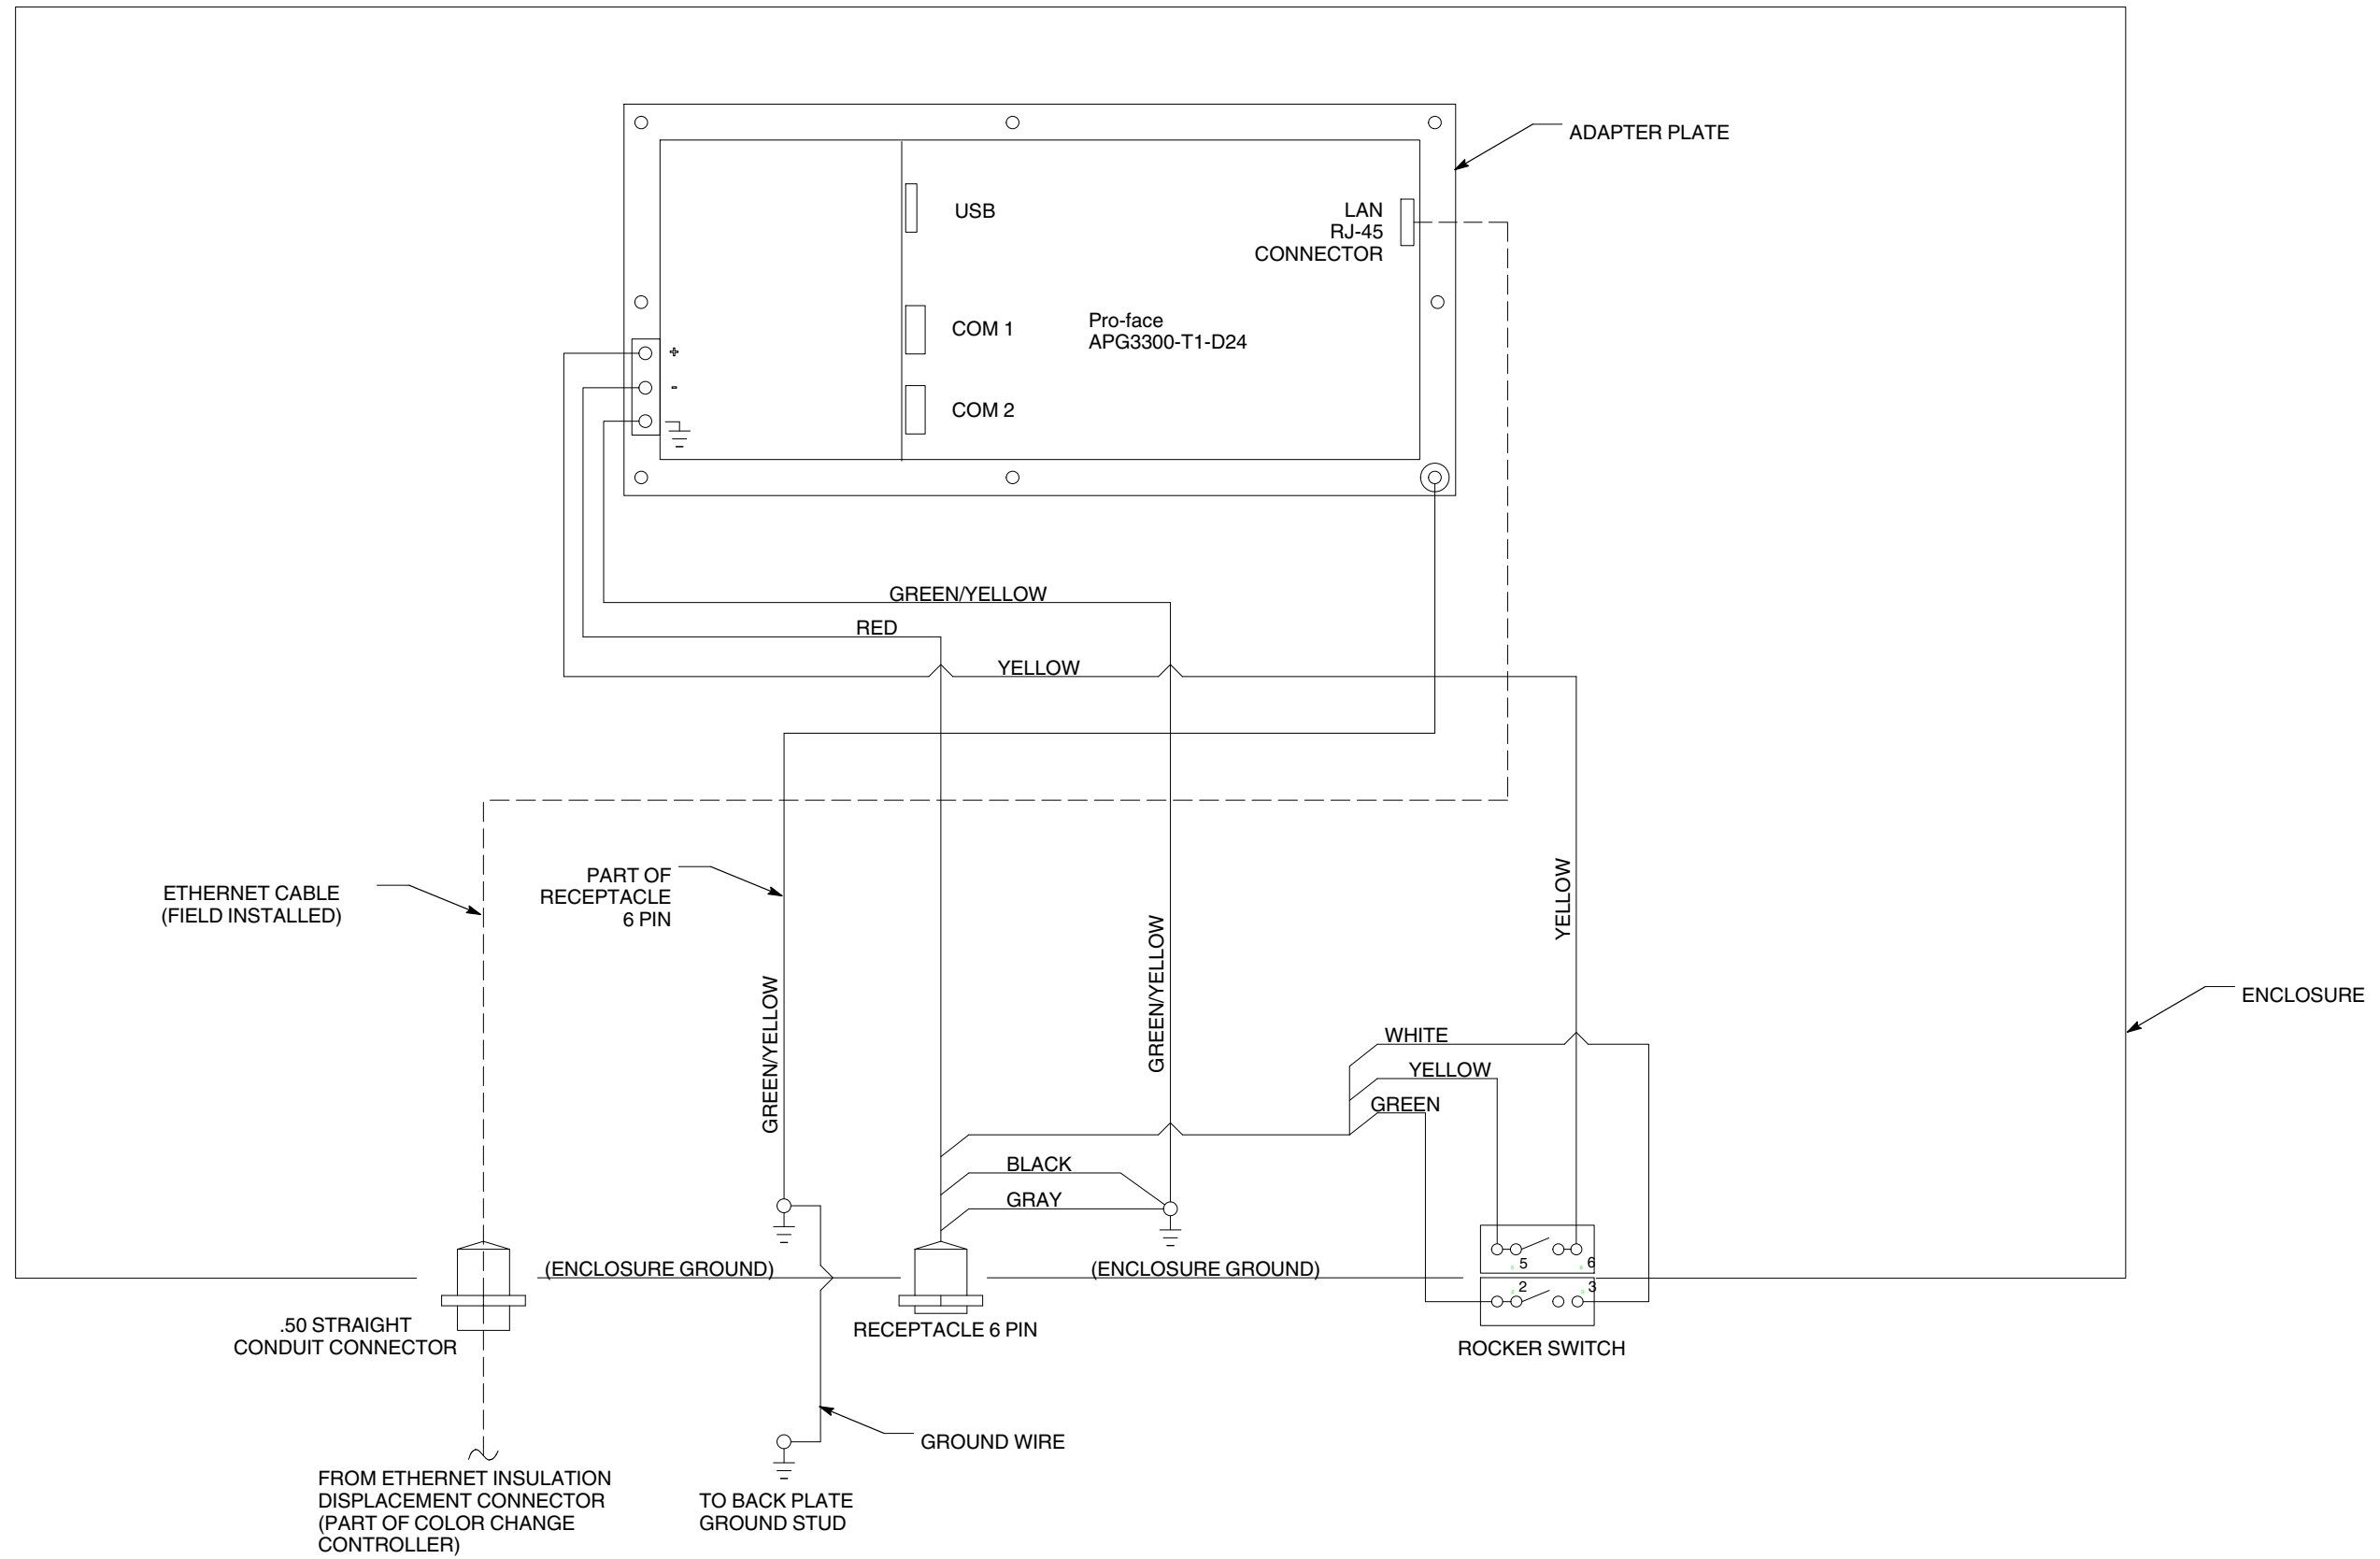 ADAPTER PLATE
USB
LAN
RJ-45
CONNECTOR
COM 1
Pro-face
APG3300-T1-D24
+
-
COM 2
GREEN/YELLOW
RED
YELLOW
PART OF
RECEPTACLE
6 PIN
ETHERNET CABLE
(FIELD INSTALLED)
YELLOW
GREEN/YELLOW
GREEN/YELLOW
ENCLOSURE
WHITE
YELLOW
GREEN
BLACK
GRAY
(ENCLOSURE GROUND)
(ENCLOSURE GROUND)
5 6
2 3
.50 STRAIGHT
CONDUIT CONNECTOR
RECEPTACLE 6 PIN
ROCKER SWITCH
GROUND WIRE
FROM ETHERNET INSULATION
DISPLACEMENT CONNECTOR
(PART OF COLOR CHANGE
CONTROLLER)
TO BACK PLATE
GROUND STUD